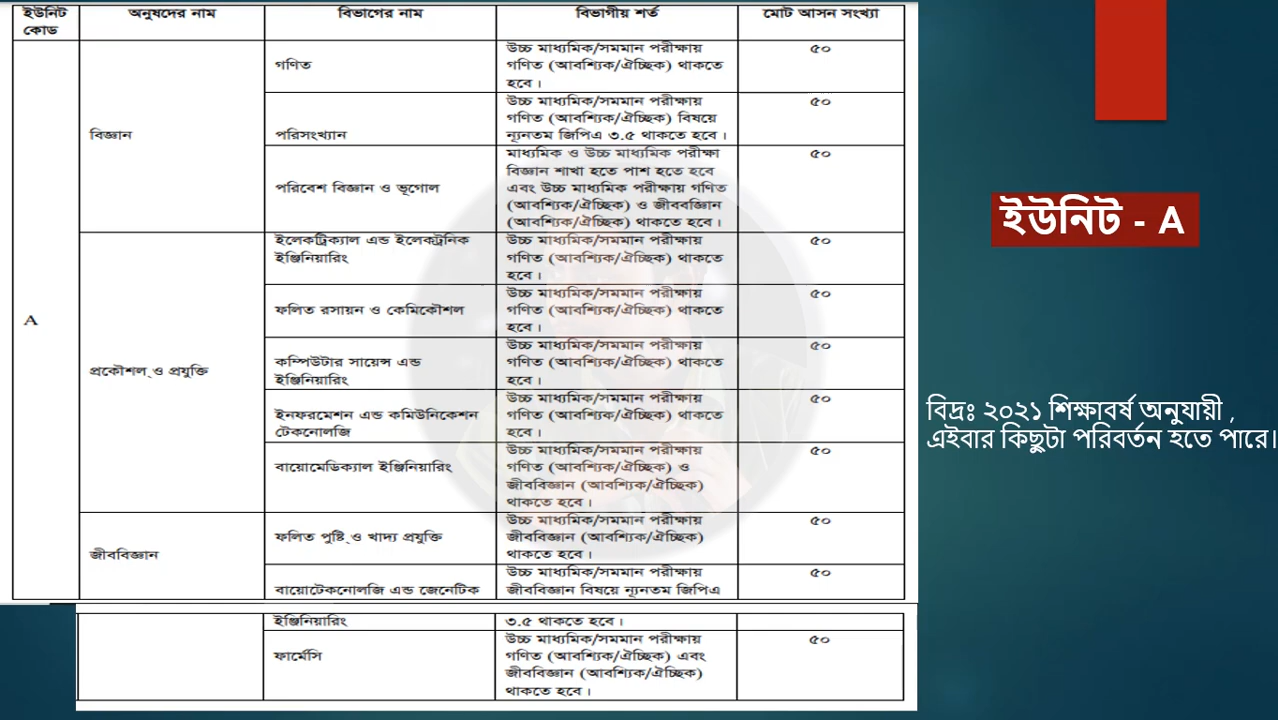 ইউনিট কোড	অনুষদের নাম	বিভাগের নাম	বিভাগীয় শর্ত	মোট আসন সংখ্যা
A
বিজ্ঞান
গণিত
উচ্চ মাধ্যমিক/সমমান পরীক্ষায়
গণিত (আবশ্যিক/ঐচ্ছিক) থাকতে
হবে।
৫০
পরিসংখ্যান
উচ্চ মাধ্যমিক/সমমান পরীক্ষায়
গণিত (আবশ্যিক/ঐচ্ছিক) বিষয়ে
ন্যূনতম জিপিএ ৩.৫ থাকতে হবে।
৫০
পরিবেশ বিজ্ঞান ও ভূগোল
মাধ্যমিক ও উচ্চ মাধ্যমিক পরীক্ষা
বিজ্ঞান শাখা হতে পাশ হতে হবে
এবং উচ্চ মাধ্যমিক পরীক্ষায় গণিত
(আবশ্যিক/ঐচ্ছিক) ও জীববজ্ঞিান
(আবশ্যিক/ঐচ্ছিক) থাকতে হবে।
৫০
প্রকৌশল ও প্রযুক্তি
ইলেকট্রিক্যাল এন্ড ইলেকট্রনিক
ইঞ্জিনিয়ারিং
উচ্চ মাধ্যমিক/সমমান পরীক্ষায়
গণিত (আবশ্যিক/ঐচ্ছিক) থাকতে
হবে।
৫০
ফলিত রসায়ন ও কেমিকৌশল
উচ্চ মাধ্যমিক/সমমান পরীক্ষায়
গণিত (আবশ্যিক/ঐচ্ছিক) থাকতে
হবে।
৫০
কম্পিউটার সায়েন্স এন্ড
ইঞ্জিনিয়ারিং
উচ্চ মাধ্যমিক/সমমান পরীক্ষায়
গণিত (আবশ্যিক/ঐচ্ছিক) থাকতে
হবে।
৫০
ইনফরমেশন এন্ড কমিউনিকেশন
টেকনোলজি
উচ্চ মাধ্যমিক/সমমান পরীক্ষায়
গণিত (আবশ্যিক/ঐচ্ছিক) থাকতে
হবে।
৫০
বায়োমেডিক্যাল ইঞ্জিনিয়ারিং
উচ্চ মাধ্যমিক/সমমান পরীক্ষায়
গণিত (আবশ্যিক/ঐচ্ছিক) ও
জীববিজ্ঞান (আবশ্যিক/ঐচ্ছিক)
থাকতে হবে।
৫০
জীববিজ্ঞান
ফলিত পুষ্টি ও খাদ্য প্রযুক্তি
উচ্চ মাধ্যমিক/সমমান পরীক্ষায়
জীববিজ্ঞান (আবশ্যিক/ঐচ্ছিক)
থাকতে হবে।
৫০
বায়োটেকনোলজি এন্ড জেনেটিক
ইঞ্জিনিয়ারিং
উচ্চ মাধ্যমিক/সমমান পরীক্ষায়
জীববিজ্ঞান বিষয়ে ন্যূনতম জিপিএ
৩.৫ থাকতে হবে।
৫০
ফার্মেসি
উচ্চ মাধ্যমিক/সমমান পরীক্ষায়
গণিত (আবশ্যিক/ঐচ্ছিক) এবং
জীববিজ্ঞান (আবশ্যিক/ঐচ্ছিক)
থাকতে হবে।
৫০
ইউনিট - A
বিদ্রঃ ২০২১ শিক্ষাবর্ষ অনুযায়ী ,
এইবার কিছুটা পরিবর্তন হতে পারে।